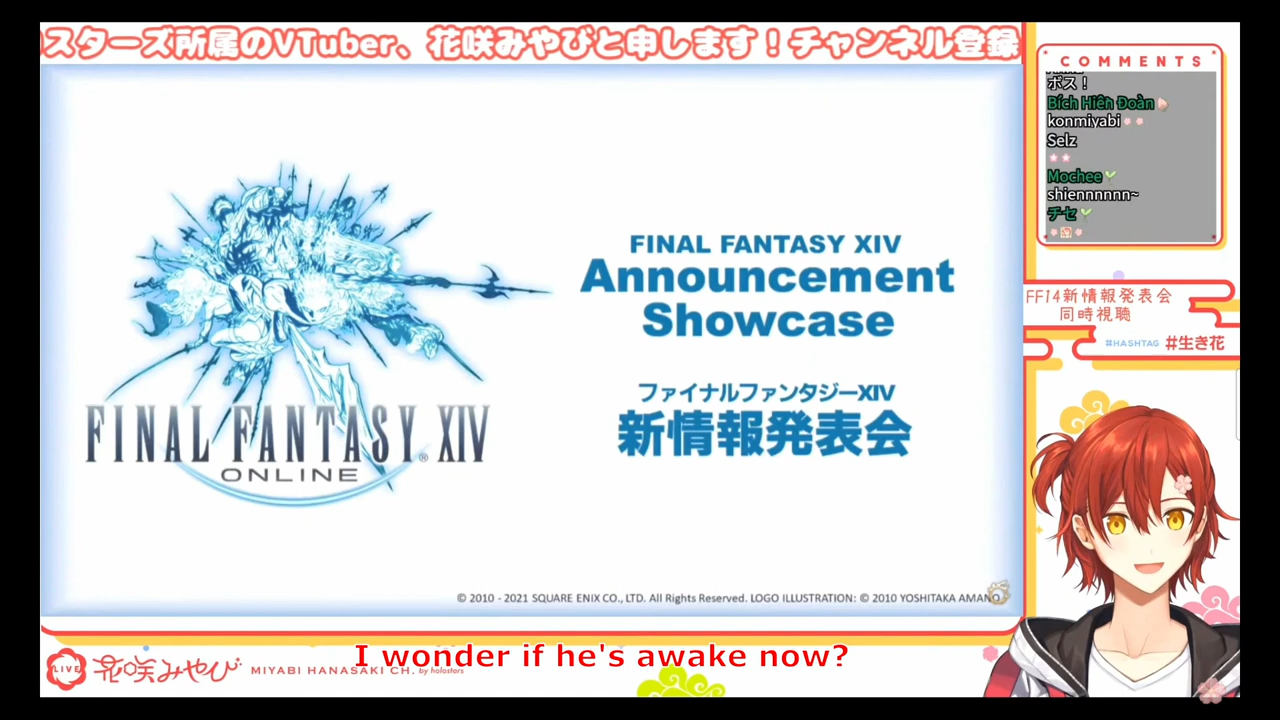 スターズ所属のVTuber、花咲みやびと申します！チャンネル登録
COMMENTS
ボス！
Bích Hiên Đoàn
konmiyabi
Selz
Mochee
shiennnnnn~
チセ
FINAL FANTASY XIV
Announcement
Showcase
ファイナルファンタジーXIV
新情報発表会
FINAL FANTASY® XIV
ONLINE
© 2010 - 2021 SQUARE ENIX CO., LTD. All Rights Reserved. LOGO ILLUSTRATION: © 2010 YOSHITAKA AMANO
FF14新情報発表会
同時視聴
#HASHTAG #生き花
I wonder if he's awake now?
LIVE 花咲みやび MIYABI HANASAKI CH. by holostars